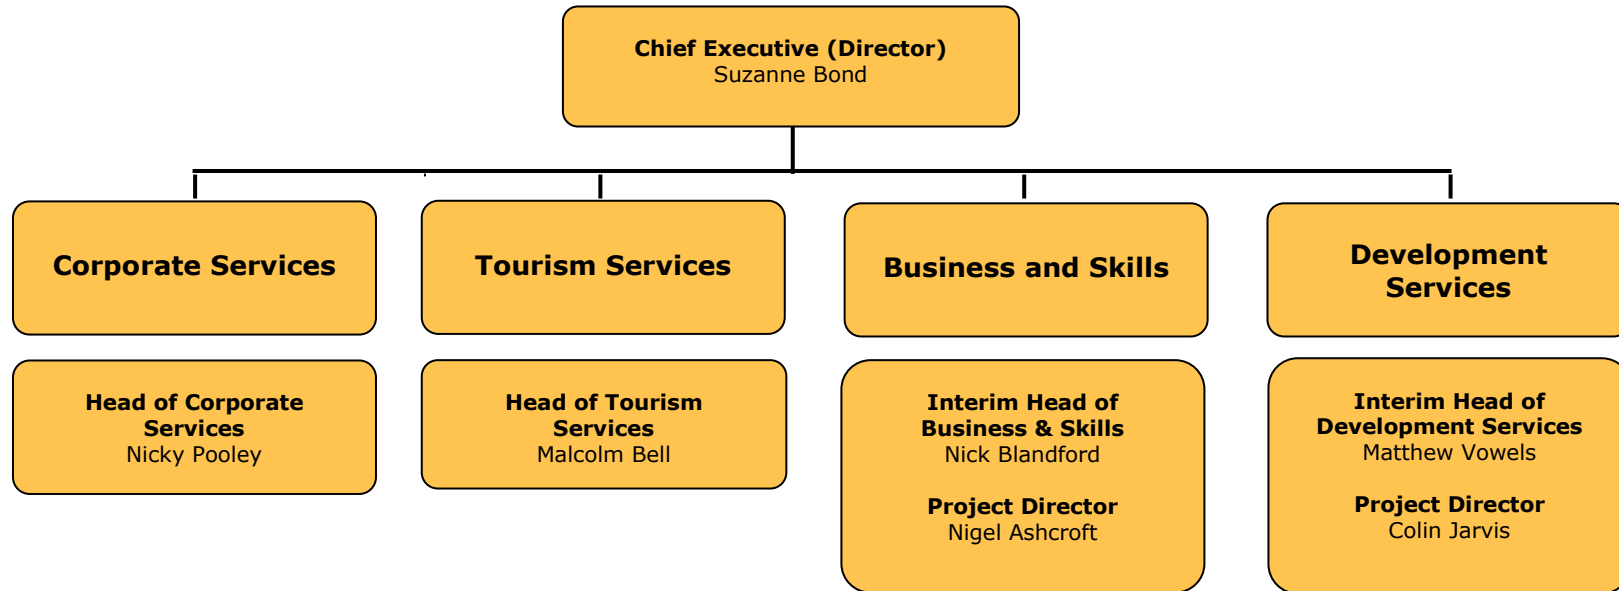 Chief Executive (Director)
Suzanne Bond
Corporate Services
Tourism Services
Business and Skills
Development
Services
Head of Corporate
Services
Nicky Pooley
Head of Tourism
Services
Malcolm Bell
Interim Head of
Business & Skills
Nick Blandford
Project Director
Nigel Ashcroft
Interim Head of
Development Services
Matthew Vowels
Project Director
Colin Jarvis